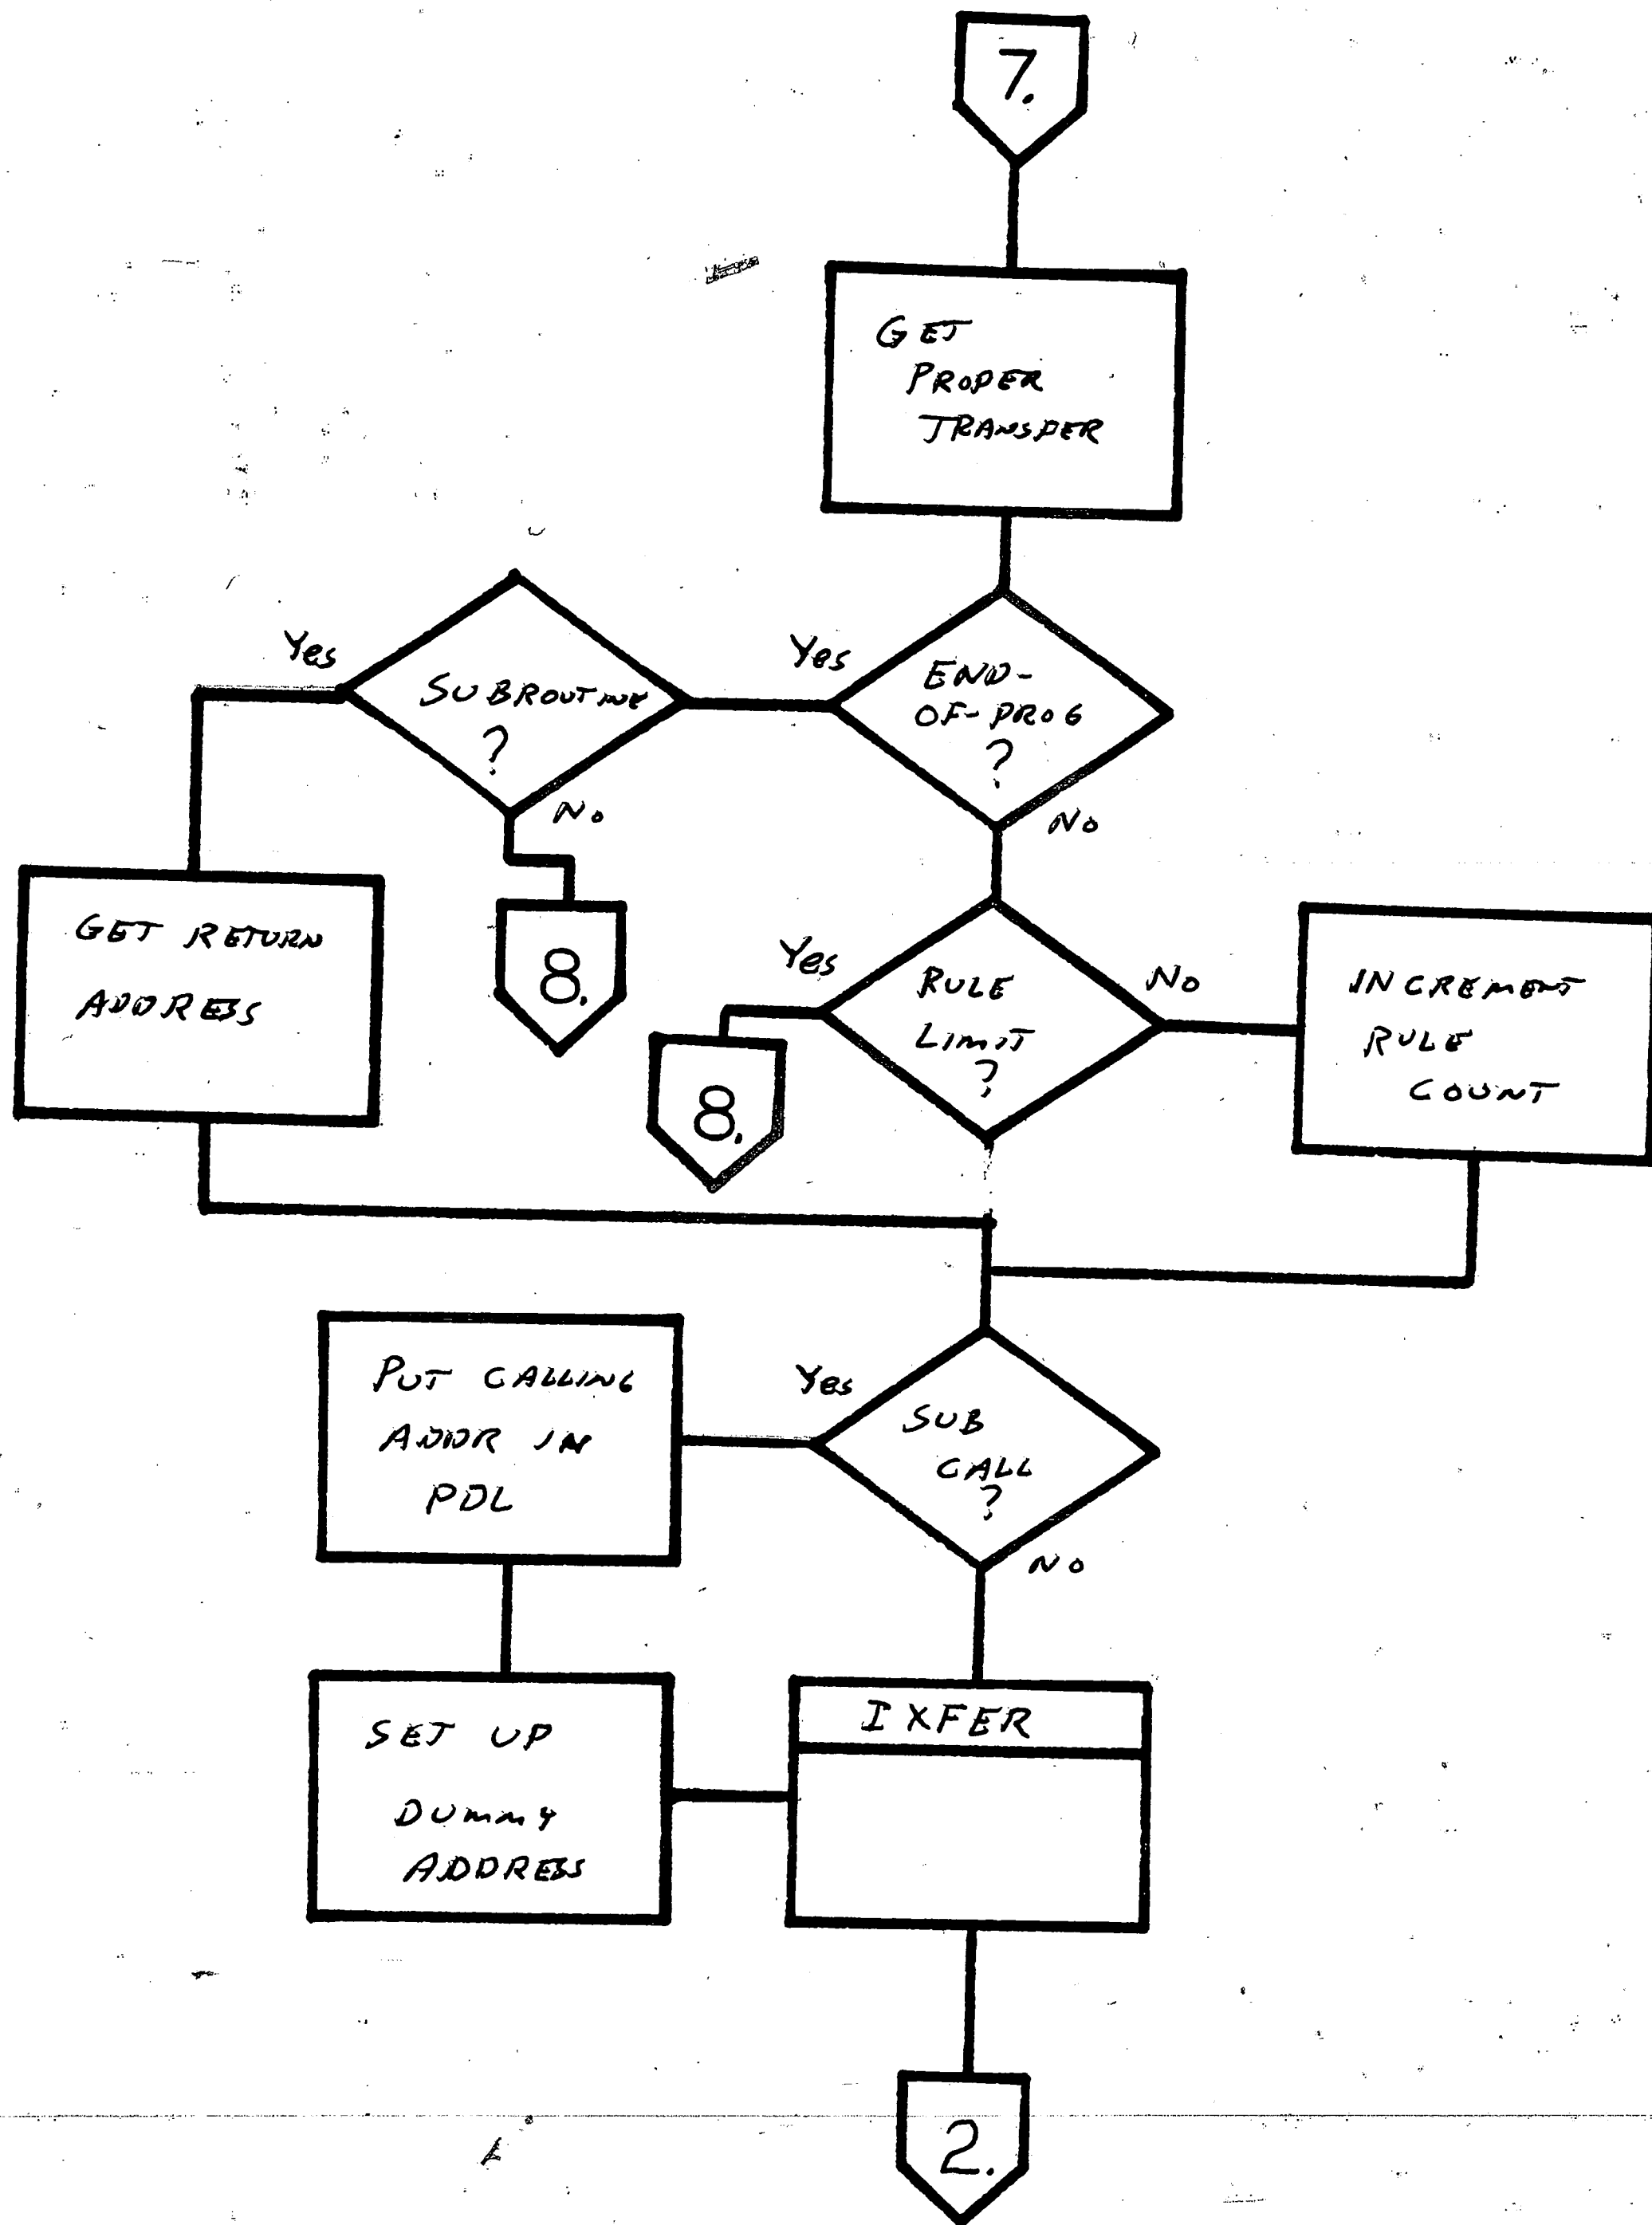 7.
GET
PROPER
TRANSFER
Yes
SUBROUTINE
?
No
Yes
END-
OF-PROG
?
No
GET RETURN
ADDRESS
8.
Yes
RULE
LIMIT
?
No
8.
INCREMENT
RULE
COUNT
PUT CALLING
ADDR IN
PDL
Yes
SUB
CALL
?
No
SET UP
DUMMY
ADDRESS
IXFER
2.